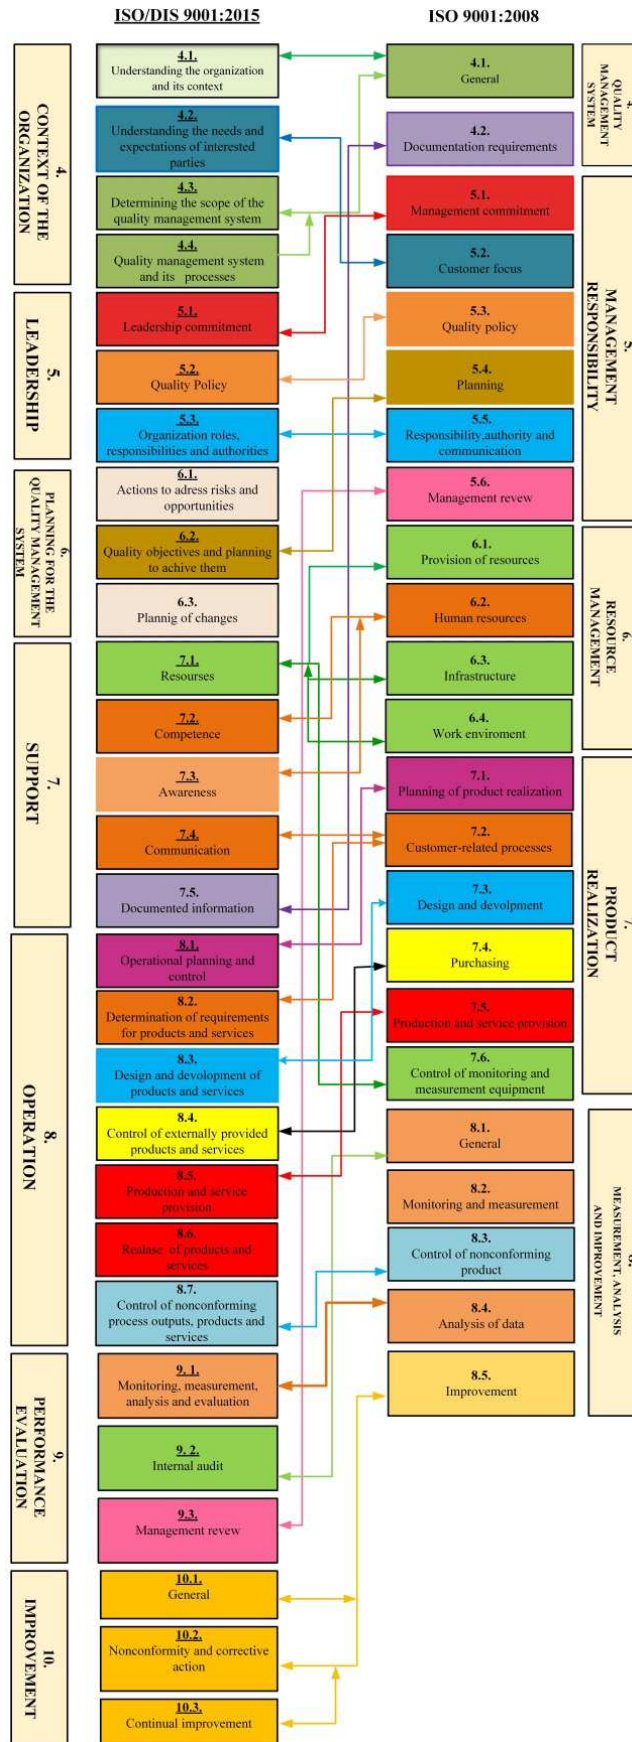 ISO/DIS 9001:2015
ISO 9001:2008
4.
CONTEXT OF THE
ORGANIZATION
4.1.
Understanding the organization
and its context
4.2.
Understanding the needs and
expectations of interested
parties
4.3.
Determining the scope of the
quality management system
4.4.
Quality management system
and its processes
5.
LEADERSHIP
5.1.
Leadership commitment
5.2.
Quality Policy
5.3.
Organization roles,
responsibilities and authorities
6.
PLANNING FOR THE
QUALITY MANAGEMENT
SYSTEM
6.1.
Actions to adress risks and
opportunities
6.2.
Quality objectives and planning
to achive them
6.3.
Plannig of changes
7.
SUPPORT
7.1.
Resourses
7.2.
Competence
7.3.
Awareness
7.4.
Communication
7.5.
Documented information
8.
OPERATION
8.1.
Operational planning and
control
8.2.
Determination of requirements
for products and services
8.3.
Design and devolopment of
products and services
8.4.
Control of externally provided
products and services
8.5.
Production and service
provision
8.6.
Realase of products and
services
8.7.
Control of nonconforming
process outputs, products and
services
9.
PERFORMANCE
EVALUATION
9. 1.
Monitoring, measurement,
analysis and evaluation
9. 2.
Internal audit
9.3.
Management revew
10.
IMPROVEMENT
10.1.
General
10.2.
Nonconformity and corrective
action
10.3.
Continual improvement
4.
QUALITY
MANAGEMENT
SYSTEM
4.1.
General
4.2.
Documentation requirements
5.
MANAGEMENT
RESPONSIBILITY
5.1.
Management commitment
5.2.
Customer focus
5.3.
Quality policy
5.4.
Planning
5.5.
Responsibility,authority and
communication
5.6.
Management revew
6.
RESOURCE
MANAGEMENT
6.1.
Provision of resources
6.2.
Human resources
6.3.
Infrastructure
6.4.
Work enviroment
7.
PRODUCT
REALIZATION
7.1.
Planning of product realization
7.2.
Customer-related processes
7.3.
Design and devolpment
7.4.
Purchasing
7.5.
Production and service provision
7.6.
Control of monitoring and
measurement equipment
8.
MEASUREMENT, ANALYSIS
AND IMPROVEMENT
8.1.
General
8.2.
Monitoring and measurement
8.3.
Control of nonconforming
product
8.4.
Analysis of data
8.5.
Improvement